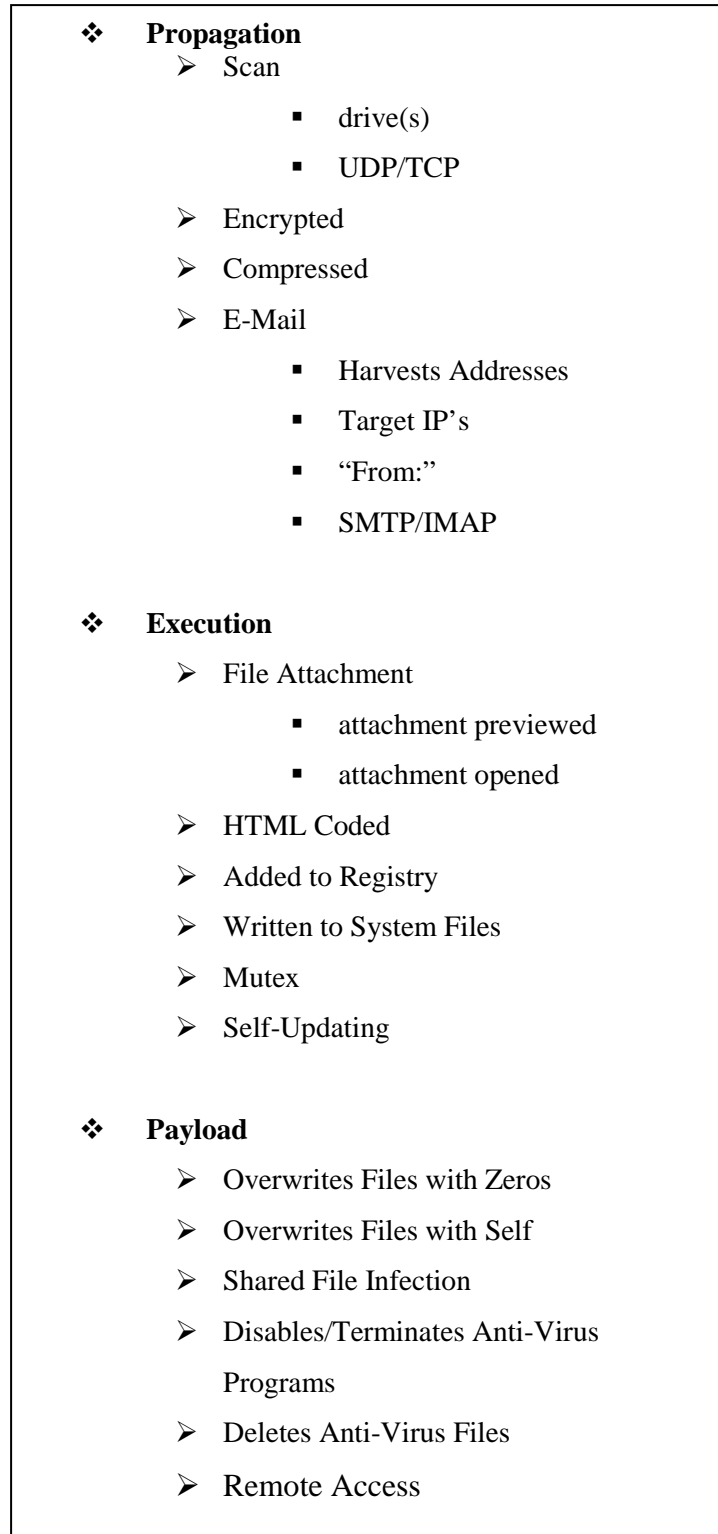 ❖ Propagation
➢ Scan
▪ drive(s)
▪ UDP/TCP
➢ Encrypted
➢ Compressed
➢ E-Mail
▪ Harvests Addresses
▪ Target IP’s
▪ “From:”
▪ SMTP/IMAP
❖ Execution
➢ File Attachment
▪ attachment previewed
▪ attachment opened
➢ HTML Coded
➢ Added to Registry
➢ Written to System Files
➢ Mutex
➢ Self-Updating
❖ Payload
➢ Overwrites Files with Zeros
➢ Overwrites Files with Self
➢ Shared File Infection
➢ Disables/Terminates Anti-Virus
Programs
➢ Deletes Anti-Virus Files
➢ Remote Access